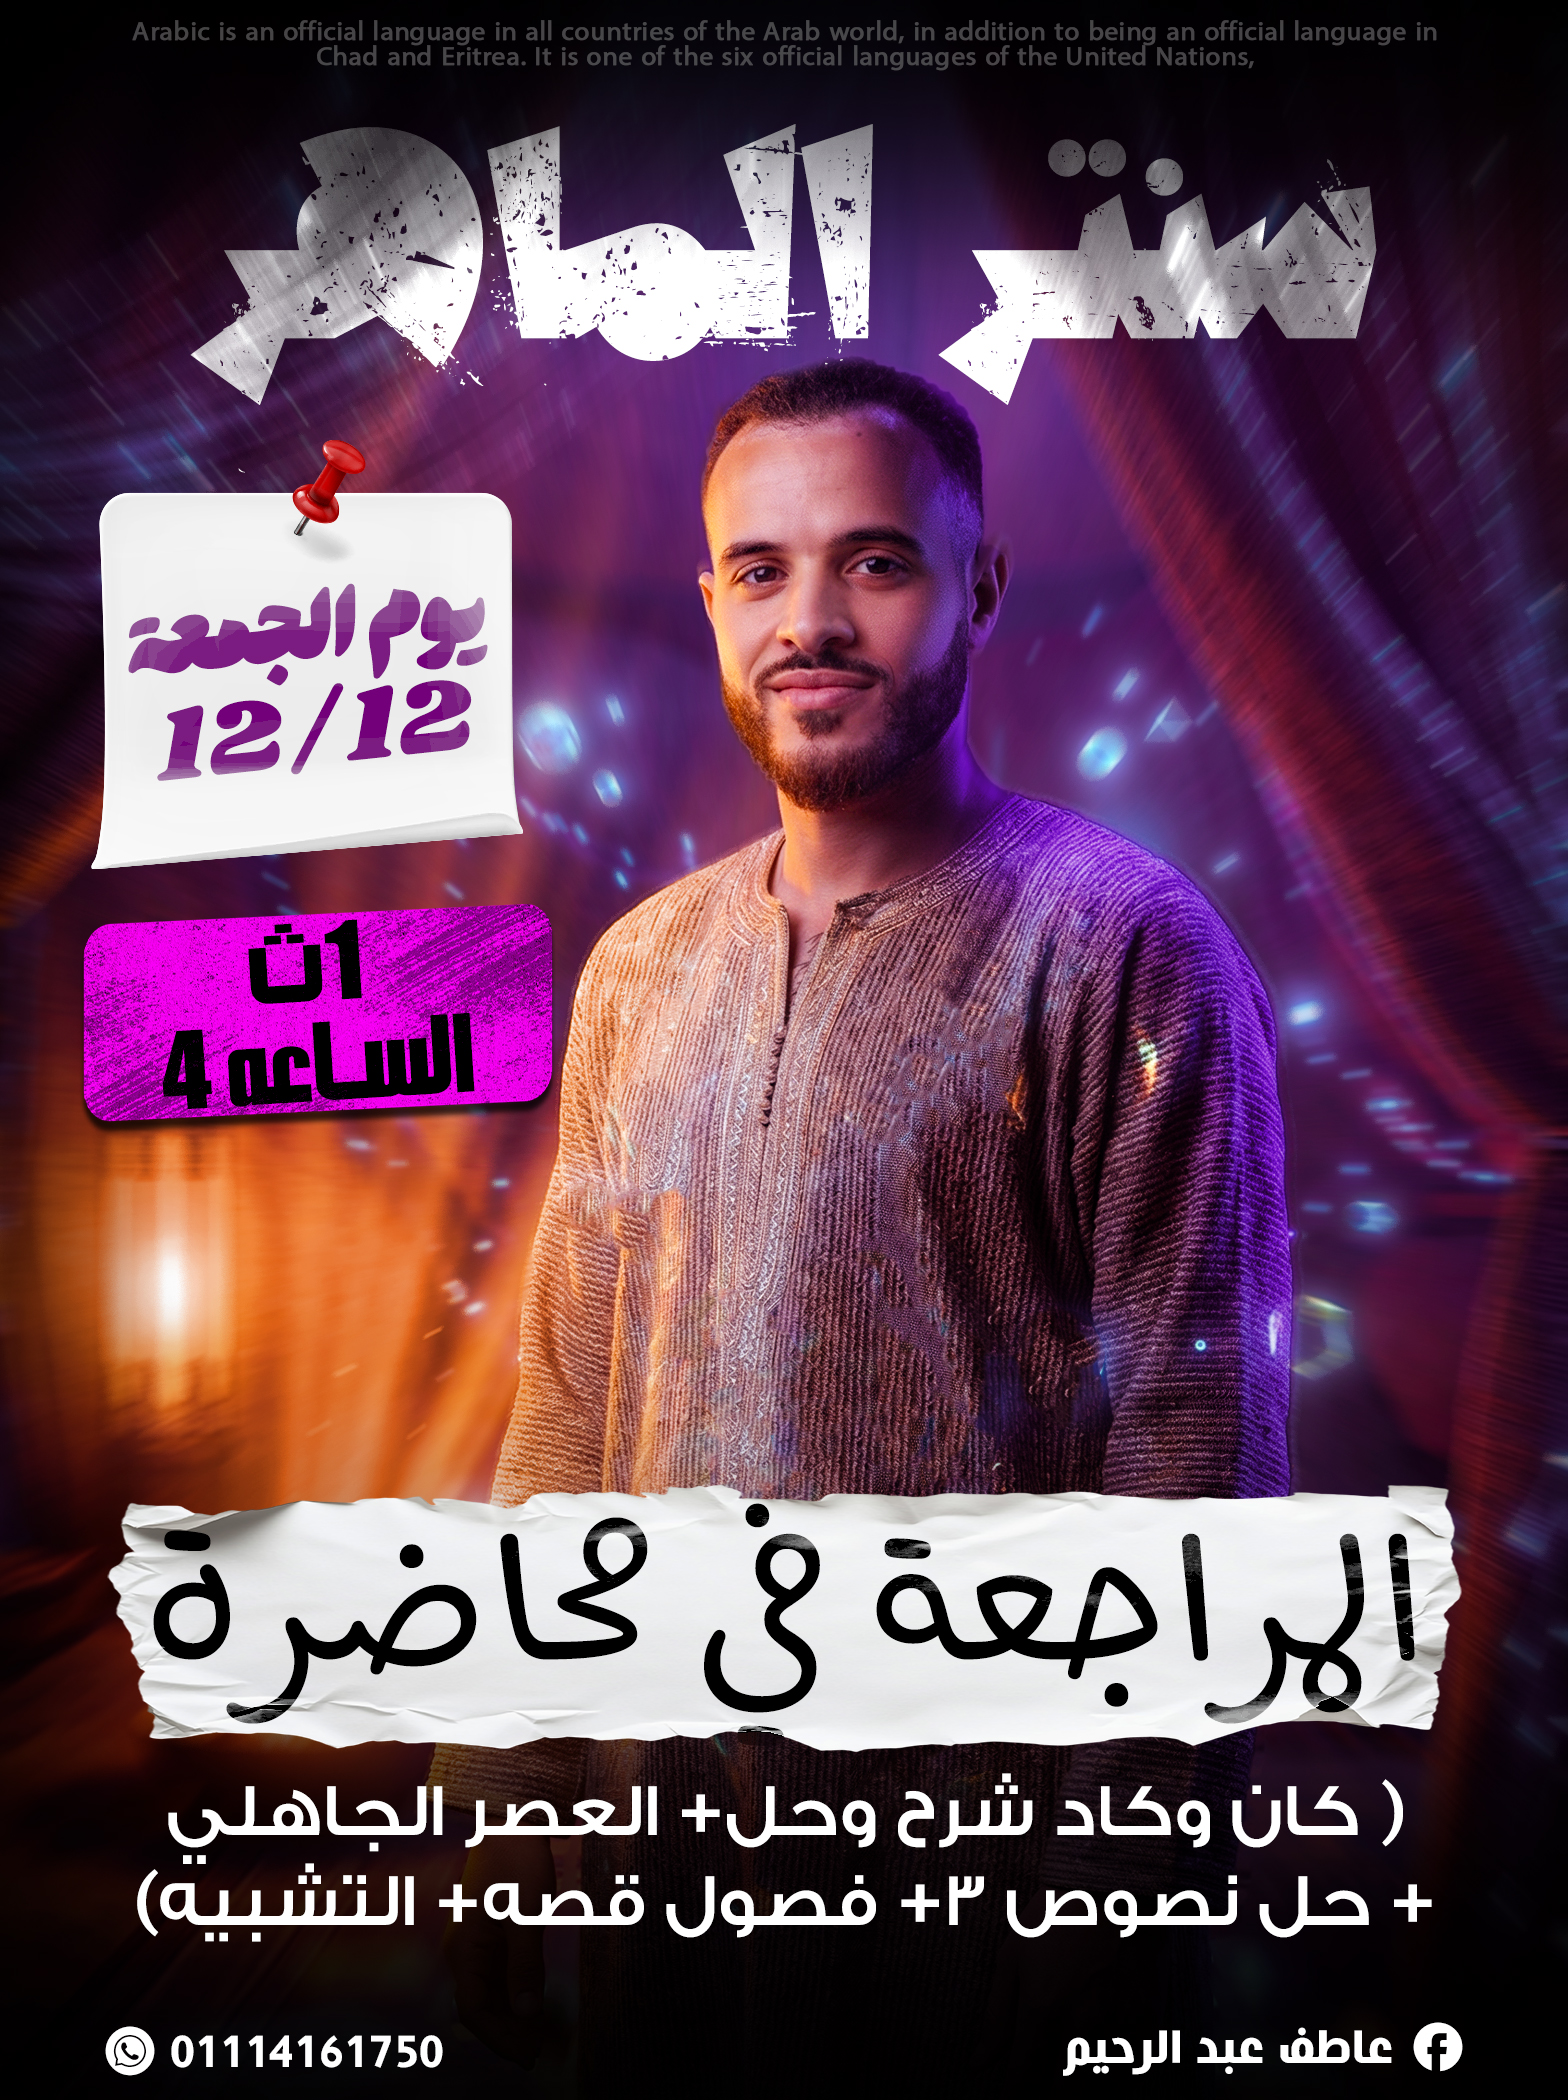 Arabic is an official language in all countries of the Arab world, in addition to being an official language in
Chad and Eritrea. It is one of the six official languages of the United Nations,
سنتر الماهر
يوم الجمعة
12/12
1ث
الساعه 4
المراجعة في محاضرة
( كان وكاد شرح وحل+ العصر الجاهلي
+ حل نصوص ٣+ فصول قصه+ التشبيه)
عاطف عبد الرحيم
01114161750